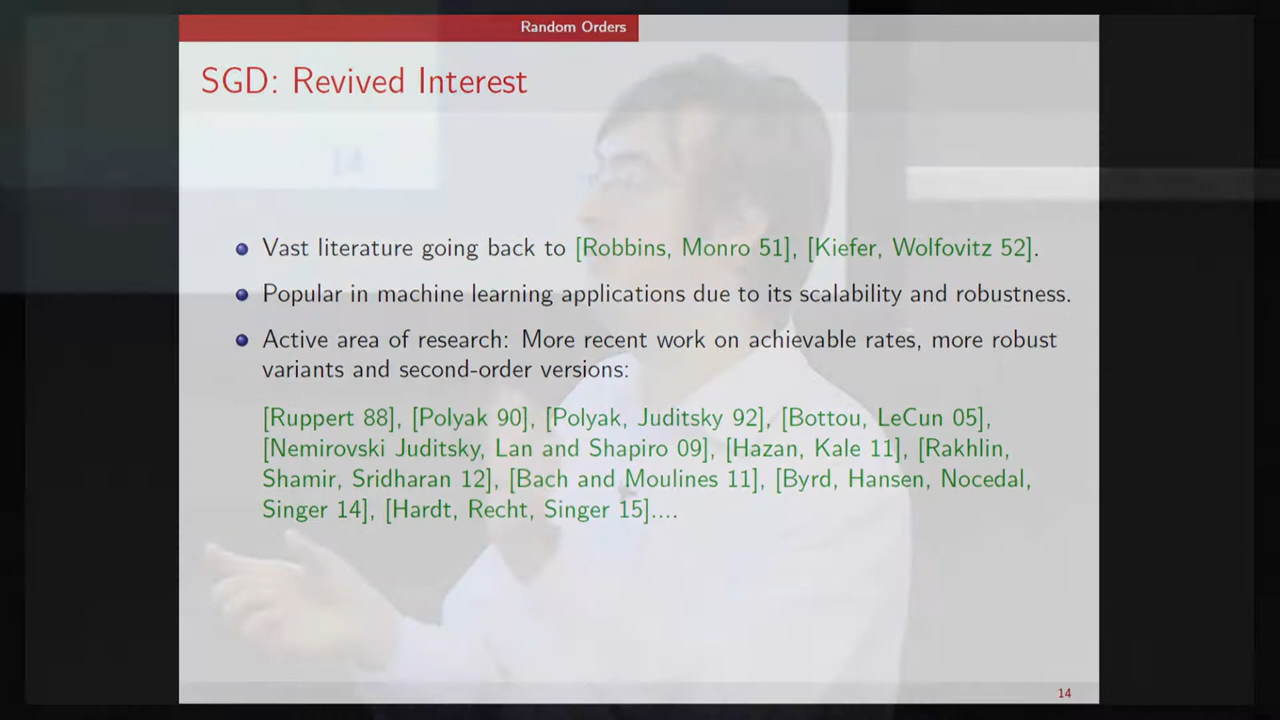 Random Orders
SGD: Revived Interest
14
Vast literature going back to [Robbins, Monro 51], [Kiefer, Wolfovitz 52].
Popular in machine learning applications due to its scalability and robustness.
Active area of research: More recent work on achievable rates, more robust
variants and second-order versions:
[Ruppert 88], [Polyak 90], [Polyak, Juditsky 92], [Bottou, LeCun 05],
[Nemirovski Juditsky, Lan and Shapiro 09], [Hazan, Kale 11], [Rakhlin,
Shamir, Sridharan 12], [Bach and Moulines 11], [Byrd, Hansen, Nocedal,
Singer 14], [Hardt, Recht, Singer 15]....
14